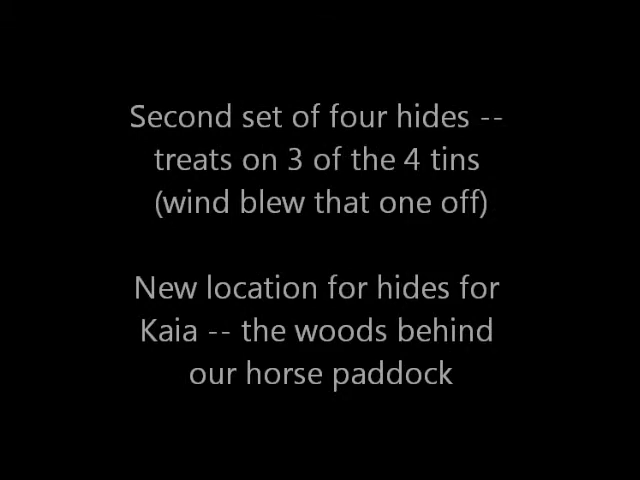 Second set of four hides --
treats on 3 of the 4 tins
(wind blew that one off)
New location for hides for
Kaia -- the woods behind
our horse paddock